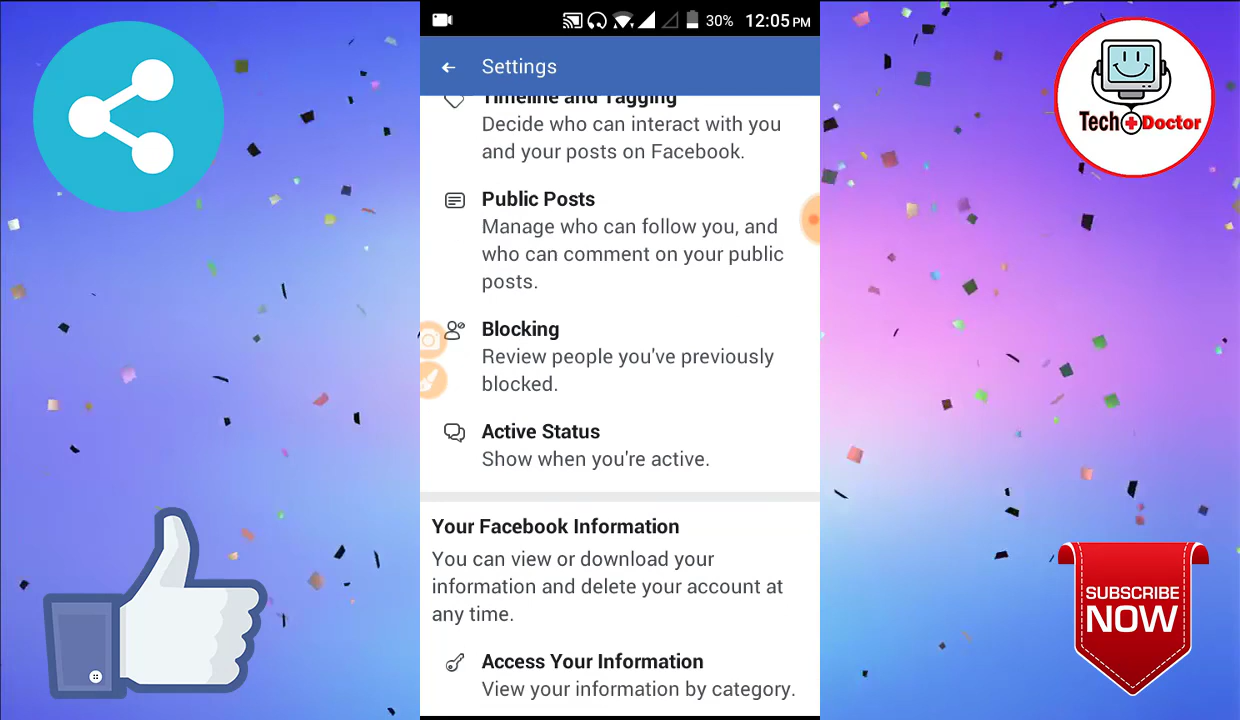 30% 12:05 PM
Settings
Timeline and Tagging
Decide who can interact with you
and your posts on Facebook.
Public Posts
Manage who can follow you, and
who can comment on your public
posts.
Blocking
Review people you've previously
blocked.
Active Status
Show when you're active.
Your Facebook Information
You can view or download your
information and delete your account at
any time.
Access Your Information
View your information by category.
Tech Doctor
SUBSCRIBE
NOW